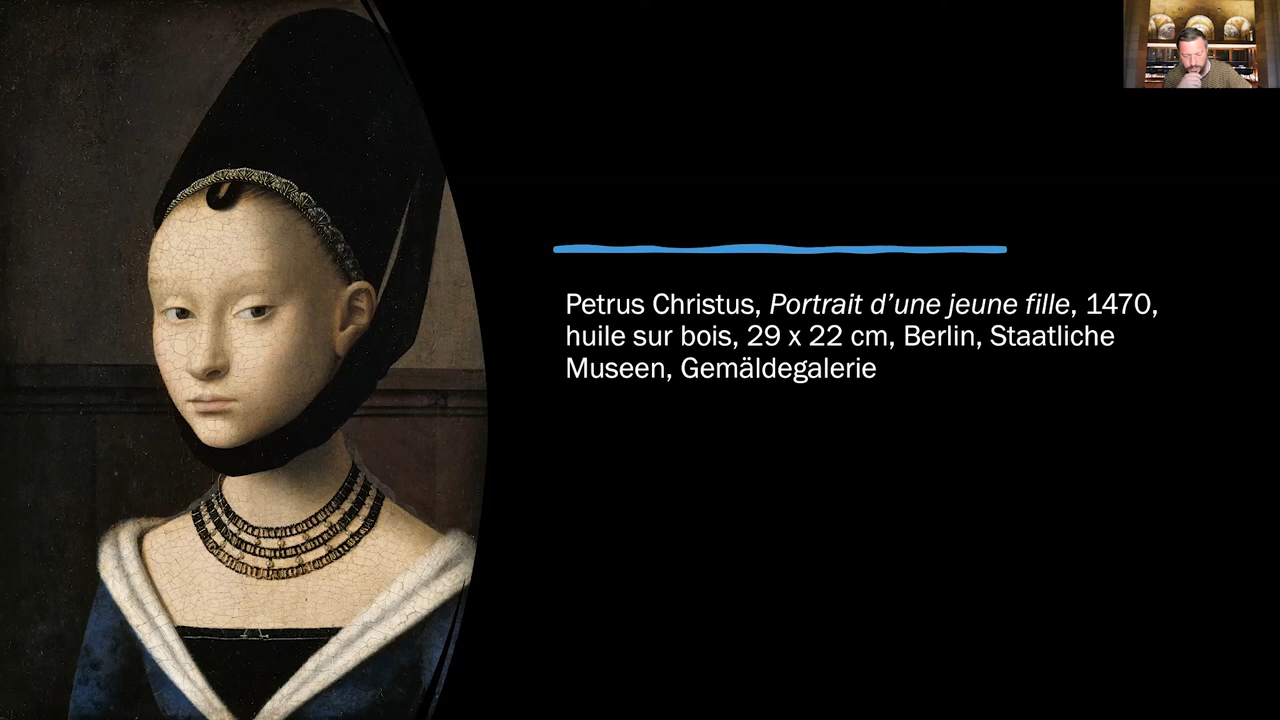 Petrus Christus, Portrait d’une jeune fille, 1470,
huile sur bois, 29 x 22 cm, Berlin, Staatliche
Museen, Gemäldegalerie